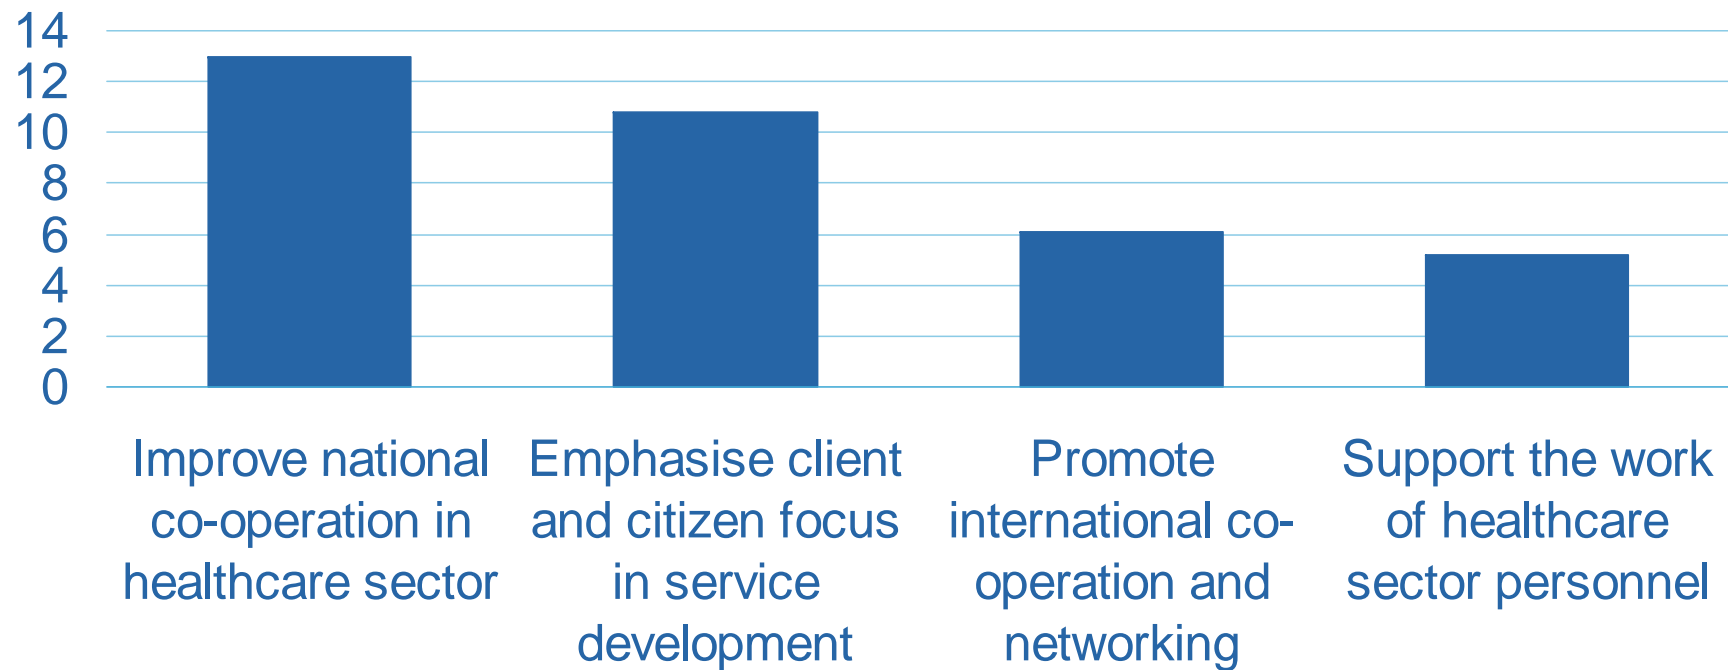 14
12
10
8
6
4
2
0
Improve national
co-operation in
healthcare sector
Emphasise client
and citizen focus
in service
development
Promote
international co-
operation and
networking
Support the work
of healthcare
sector personnel